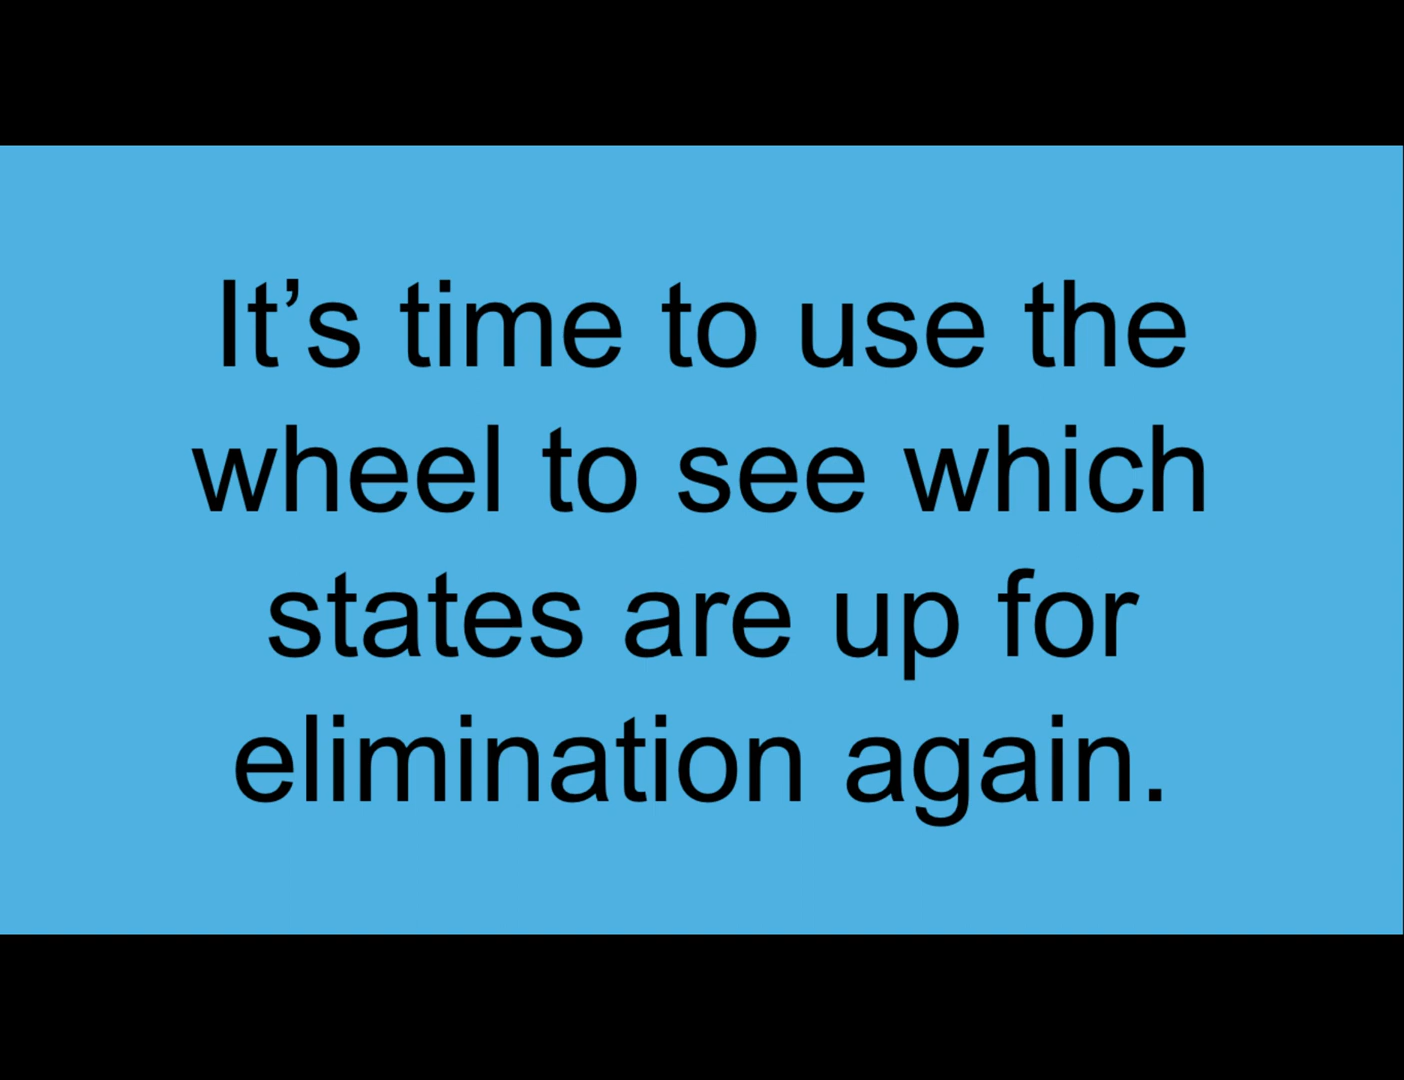 It’s time to use the
wheel to see which
states are up for
elimination again.